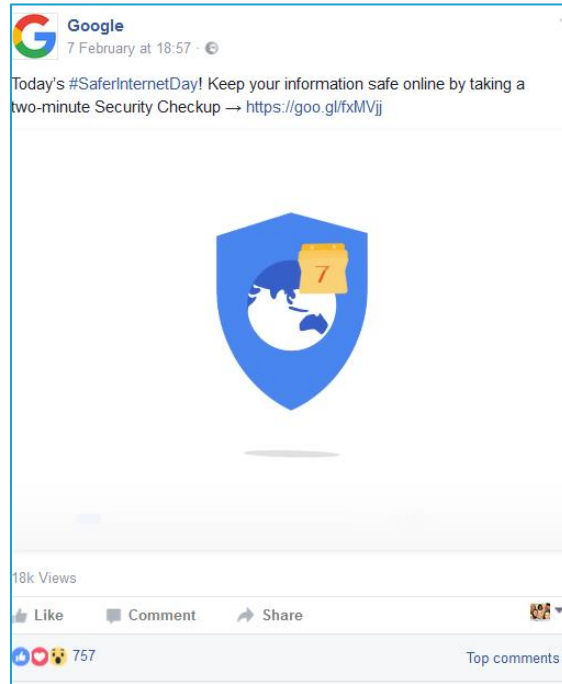 Google
7 February at 18:57 ·
Today's #SaferInternetDay! Keep your information safe online by taking a
two-minute Security Checkup → https://goo.gl/fxMVjj
7
18k Views
Like Comment Share
757 Top comments